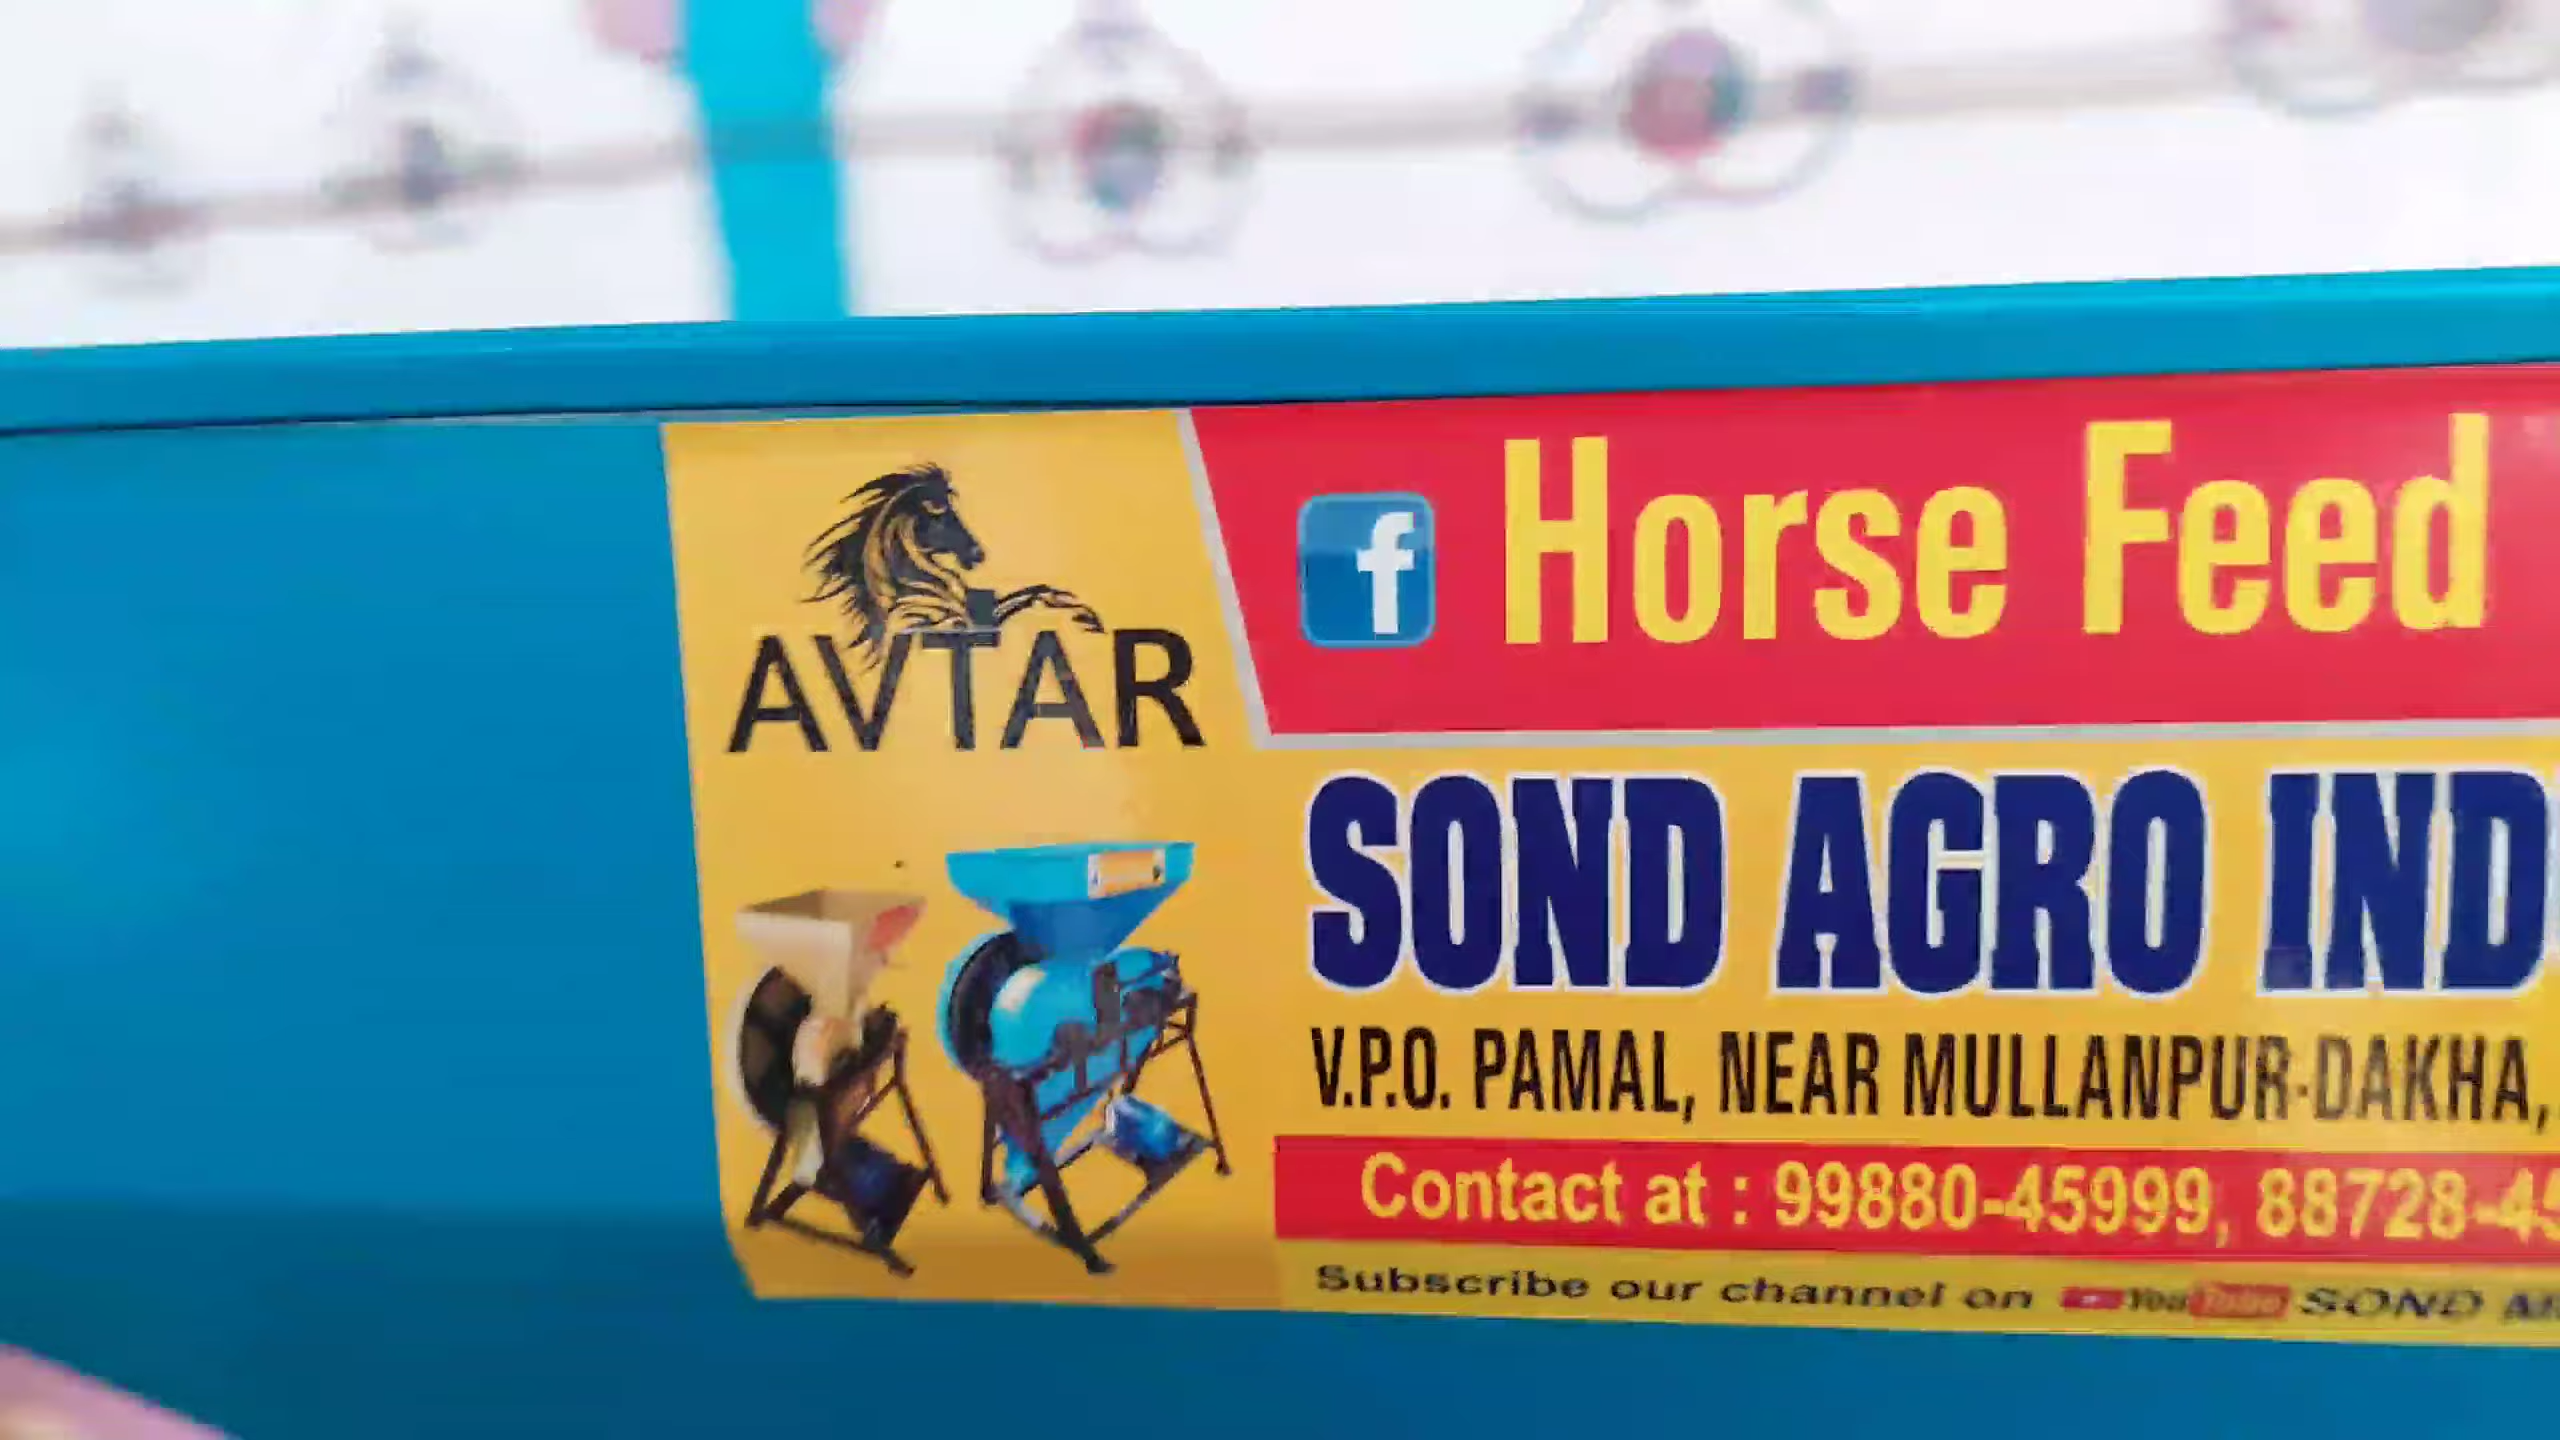 AVTAR
f Horse Feed
SOND AGRO IND
V.P.O. PAMAL, NEAR MULLANPUR-DAKHA,
Contact at : 99880-45999, 88728-45
Subscribe our channel on YouTube SOND